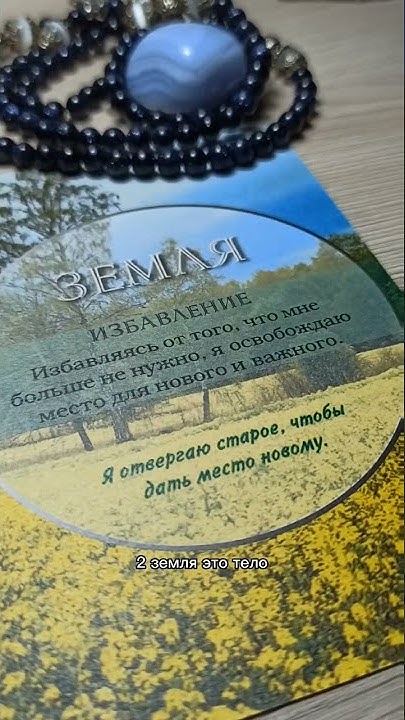 ЗЕМЛЯ
ИЗБАВЛЕНИЕ
Избавляясь от того, что мне
больше не нужно, я освобождаю
место для нового и важного.
Я отвергаю старое, чтобы
дать место новому.
2 земля это тело